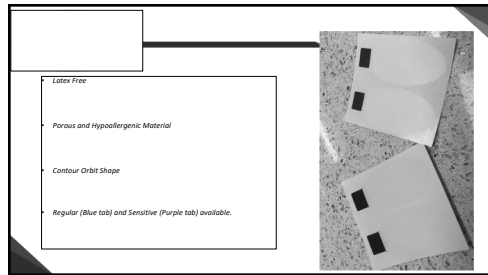 • Latex Free
• Porous and Hypoallergenic Material
• Contour Orbit Shape
• Regular (Blue tab) and Sensitive (Purple tab) available.